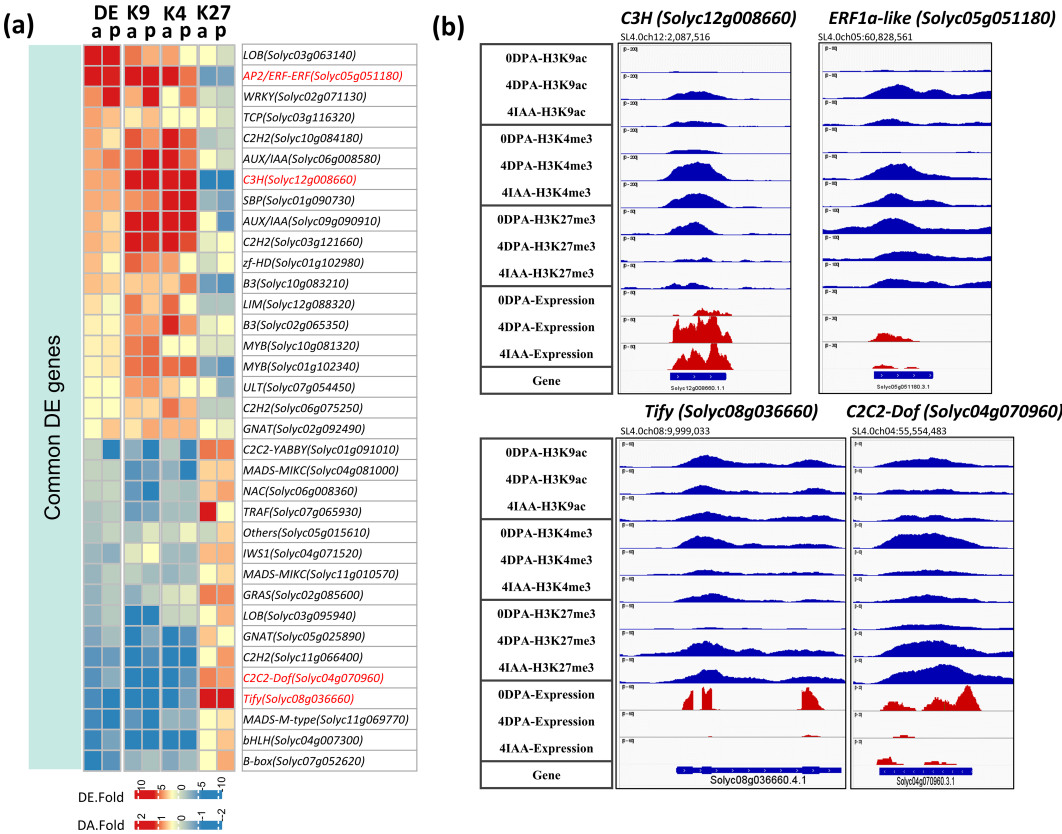 (a)
DE K9 K4 K27
a p a p a p a p
Common DE genes
LOB(Solyc03g063140)
AP2/ERF-ERF(Solyc05g051180)
WRKY(Solyc02g071130)
TCP(Solyc03g116320)
C2H2(Solyc10g084180)
AUX/IAA(Solyc06g008580)
C3H(Solyc12g008660)
SBP(Solyc01g090730)
AUX/IAA(Solyc09g090910)
C2H2(Solyc03g121660)
zf-HD(Solyc01g102980)
B3(Solyc10g083210)
LIM(Solyc12g088320)
B3(Solyc02g065350)
MYB(Solyc10g081320)
MYB(Solyc01g102340)
ULT(Solyc07g054450)
C2H2(Solyc06g075250)
GNAT(Solyc02g092490)
C2C2-YABBY(Solyc01g091010)
MADS-MIKC(Solyc04g081000)
NAC(Solyc06g008360)
TRAF(Solyc07g065930)
Others(Solyc05g015610)
IWS1(Solyc04g071520)
MADS-MIKC(Solyc11g010570)
GRAS(Solyc02g085600)
LOB(Solyc03g095940)
GNAT(Solyc05g025890)
C2H2(Solyc11g066400)
C2C2-Dof(Solyc04g070960)
Tify(Solyc08g036660)
MADS-M-type(Solyc11g069770)
bHLH(Solyc04g007300)
B-box(Solyc07g052620)
DE.Fold 10 5 0 -5 -10
DA.Fold 2 1 0 -1 -2
(b)
C3H (Solyc12g008660) ERF1a-like (Solyc05g051180)
SL4.0ch12:2,087,516 SL4.0ch05:60,828,561
0DPA-H3K9ac
4DPA-H3K9ac
4IAA-H3K9ac
0DPA-H3K4me3
4DPA-H3K4me3
4IAA-H3K4me3
0DPA-H3K27me3
4DPA-H3K27me3
4IAA-H3K27me3
0DPA-Expression
4DPA-Expression
4IAA-Expression
Gene
Solyc12g008660.1.1 Solyc05g051180.3.1
Tify (Solyc08g036660) C2C2-Dof (Solyc04g070960)
SL4.0ch08:9,999,033 SL4.0ch04:55,554,483
0DPA-H3K9ac
4DPA-H3K9ac
4IAA-H3K9ac
0DPA-H3K4me3
4DPA-H3K4me3
4IAA-H3K4me3
0DPA-H3K27me3
4DPA-H3K27me3
4IAA-H3K27me3
0DPA-Expression
4DPA-Expression
4IAA-Expression
Gene
Solyc08g036660.4.1 Solyc04g070960.3.1